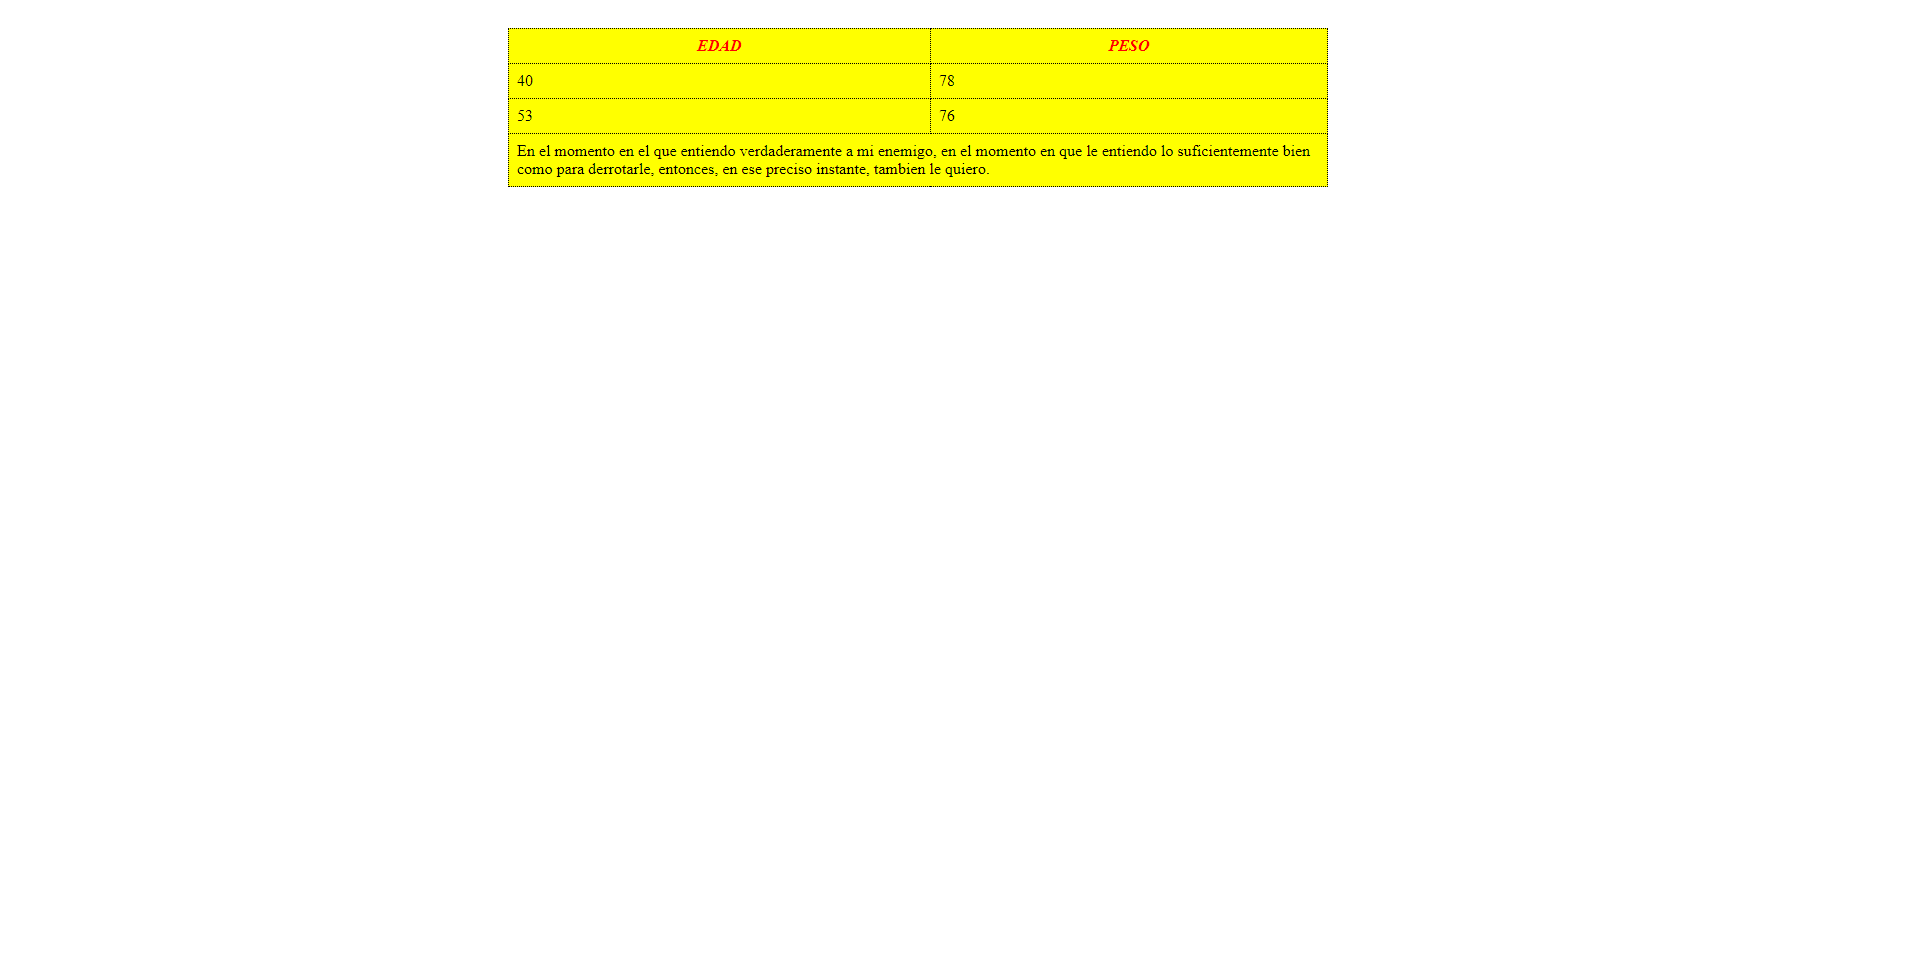 EDAD PESO
40 78
53 76
En el momento en el que entiendo verdaderamente a mi enemigo, en el momento en que le entiendo lo suficientemente bien
como para derrotarle, entonces, en ese preciso instante, tambien le quiero.